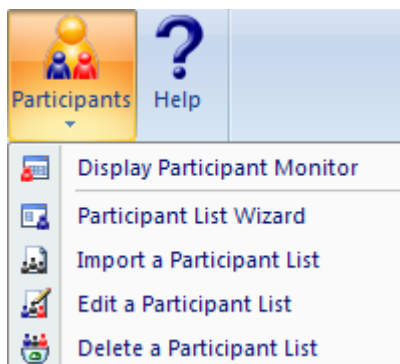 Participants Help
Display Participant Monitor
Participant List Wizard
Import a Participant List
Edit a Participant List
Delete a Participant List